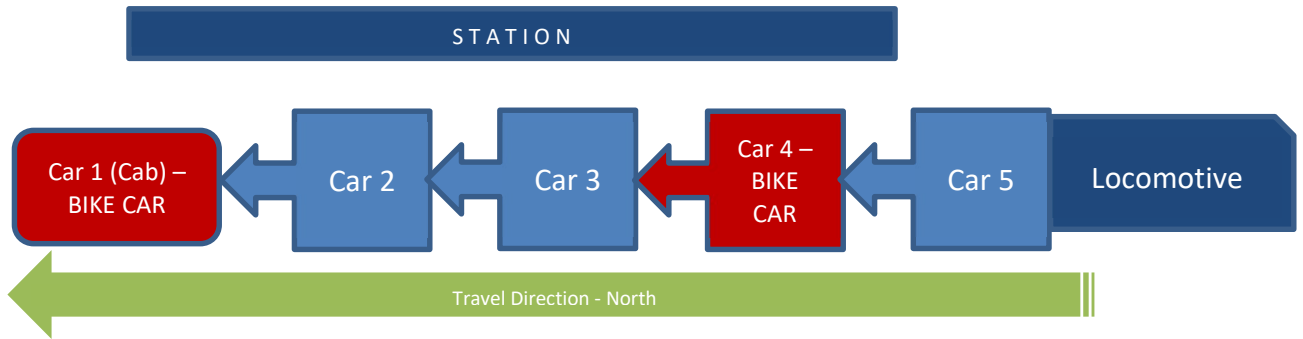 STATION
Car 1 (Cab) –
BIKE CAR
Car 2
Car 3
Car 4 –
BIKE
CAR
Car 5
Locomotive
Travel Direction - North